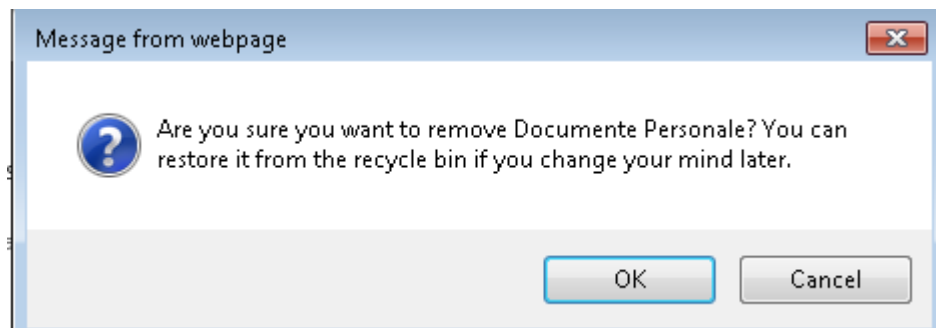 Message from webpage
Are you sure you want to remove Documente Personale? You can
restore it from the recycle bin if you change your mind later.
OK
Cancel